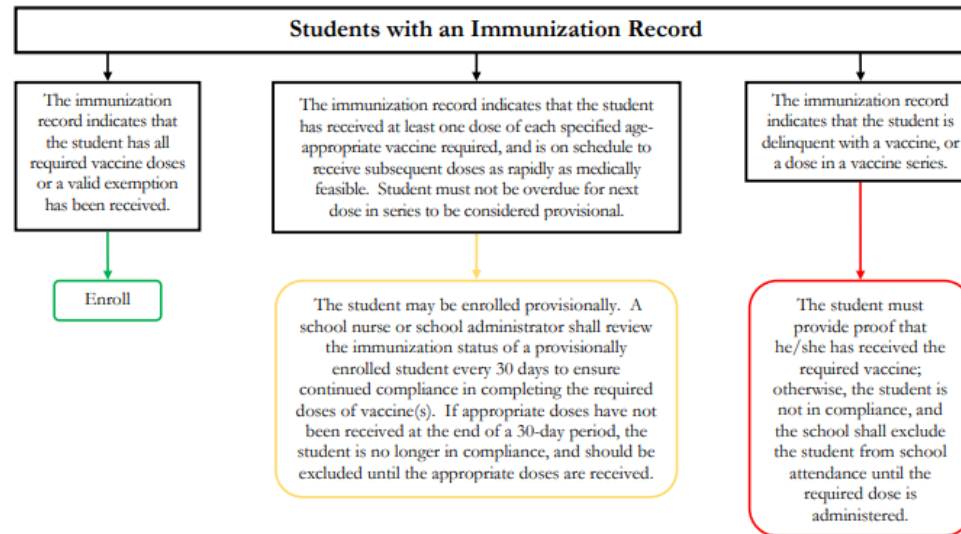 Students with an Immunization Record
The immunization
record indicates that
the student has all
required vaccine doses
or a valid exemption
has been received.
Enroll
The immunization record indicates that the student
has received at least one dose of each specified age-
appropriate vaccine required, and is on schedule to
receive subsequent doses as rapidly as medically
feasible. Student must not be overdue for next
dose in series to be considered provisional.
The student may be enrolled provisionally. A
school nurse or school administrator shall review
the immunization status of a provisionally
enrolled student every 30 days to ensure
continued compliance in completing the required
doses of vaccine(s). If appropriate doses have not
been received at the end of a 30-day period, the
student is no longer in compliance, and should be
excluded until the appropriate doses are received.
The immunization record
indicates that the student is
delinquent with a vaccine, or
a dose in a vaccine series.
The student must
provide proof that
he/she has received the
required vaccine;
otherwise, the student is
not in compliance, and
the school shall exclude
the student from school
attendance until the
required dose is
administered.